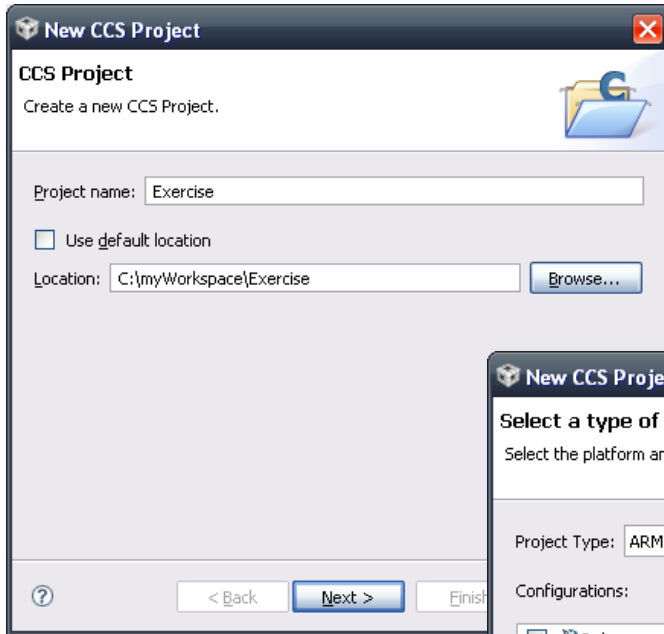 New CCS Project
CCS Project
Create a new CCS Project.
Project name: Exercise
Use default location
Location: C:\myWorkspace\Exercise Browse...
< Back Next > Finish
New CCS Proje
Select a type of
Select the platform an
Project Type: ARM
Configurations: